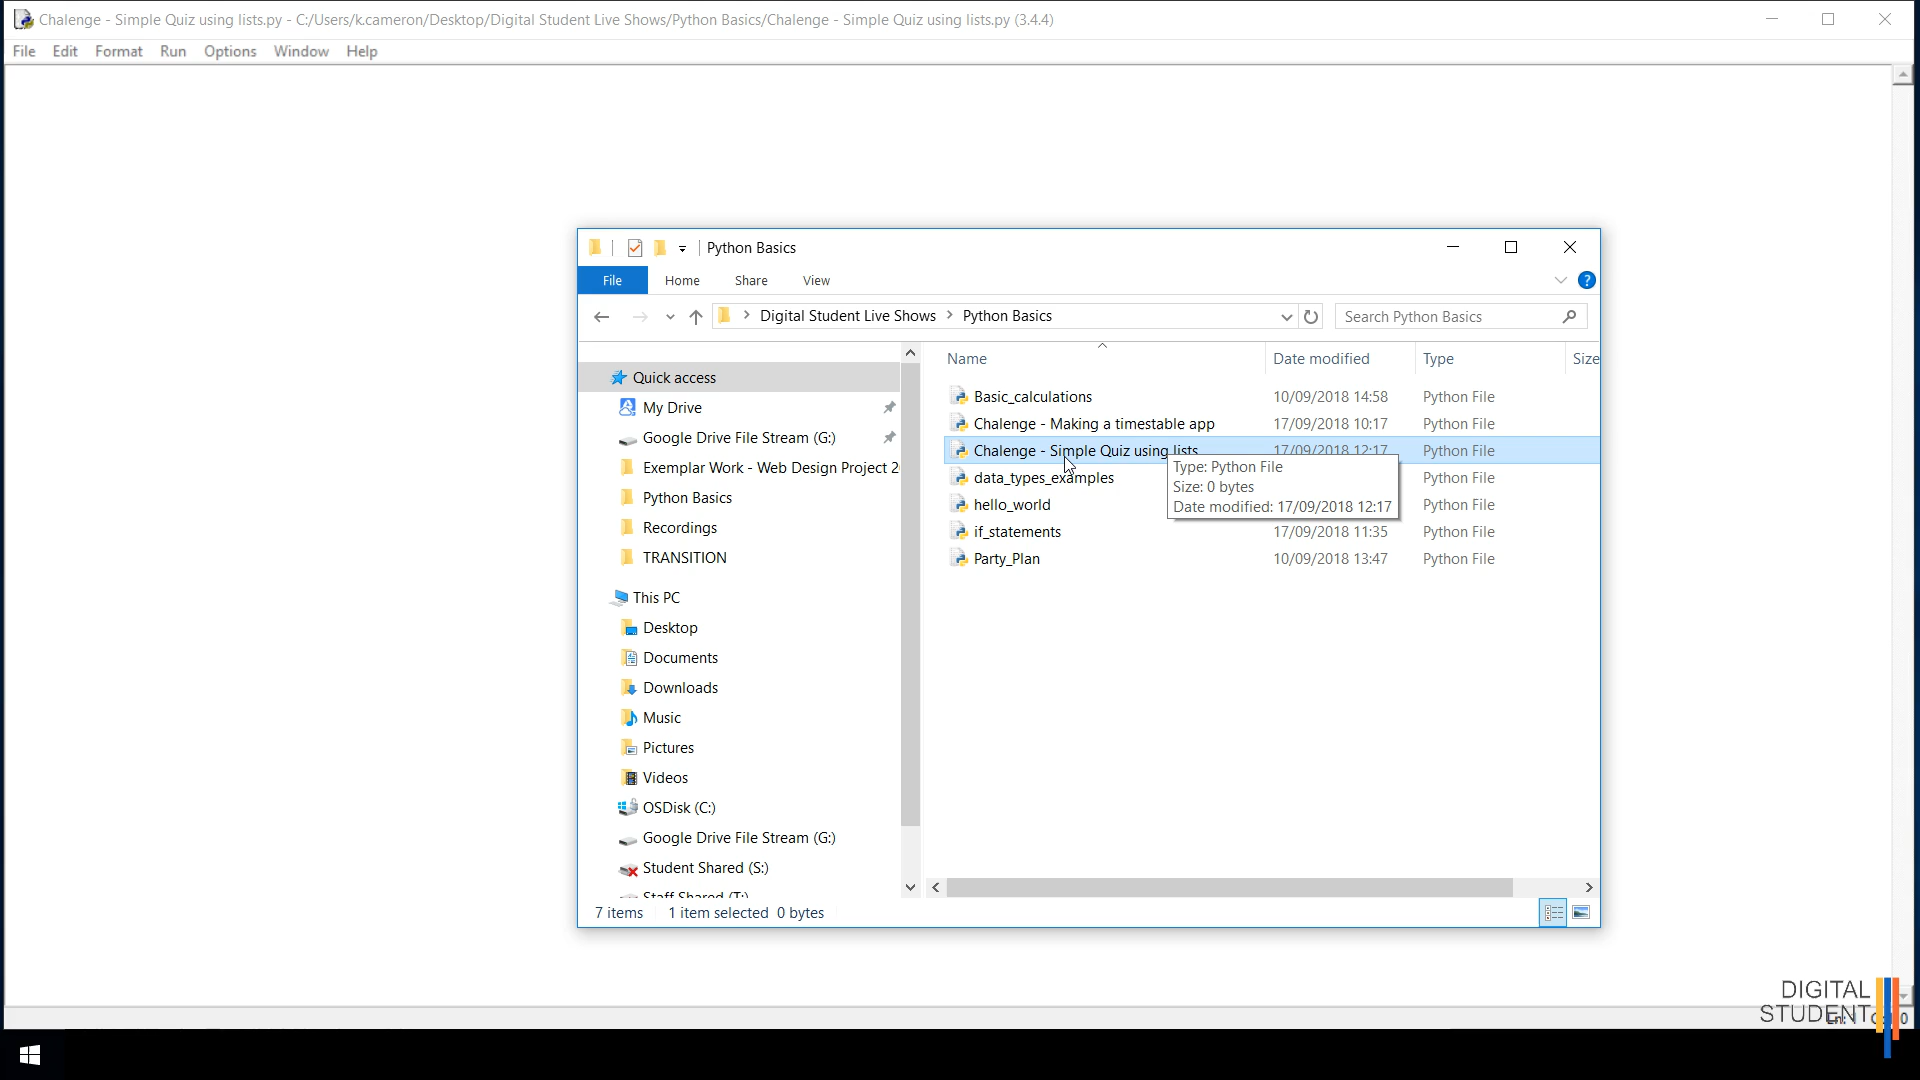 Chalenge - Simple Quiz using lists.py - C:/Users/k.cameron/Desktop/Digital Student Live Shows/Python Basics/Chalenge - Simple Quiz using lists.py (3.4.4)
File Edit Format Run Options Window Help
Python Basics
File Home Share View
Digital Student Live Shows > Python Basics
Search Python Basics
Name Date modified Type Size
Quick access
My Drive
Google Drive File Stream (G:)
Exemplar Work - Web Design Project 2
Python Basics
Recordings
TRANSITION
This PC
Desktop
Documents
Downloads
Music
Pictures
Videos
OSDisk (C:)
Google Drive File Stream (G:)
Student Shared (S:)
Staff Shared (T:)
Basic_calculations 10/09/2018 14:58 Python File
Chalenge - Making a timestable app 17/09/2018 10:17 Python File
Chalenge - Simple Quiz using lists 17/09/2018 12:17 Python File
data_types_examples Python File
hello_world Python File
if_statements 17/09/2018 11:35 Python File
Party_Plan 10/09/2018 13:47 Python File
Type: Python File
Size: 0 bytes
Date modified: 17/09/2018 12:17
7 items 1 item selected 0 bytes
DIGITAL
STUDENT